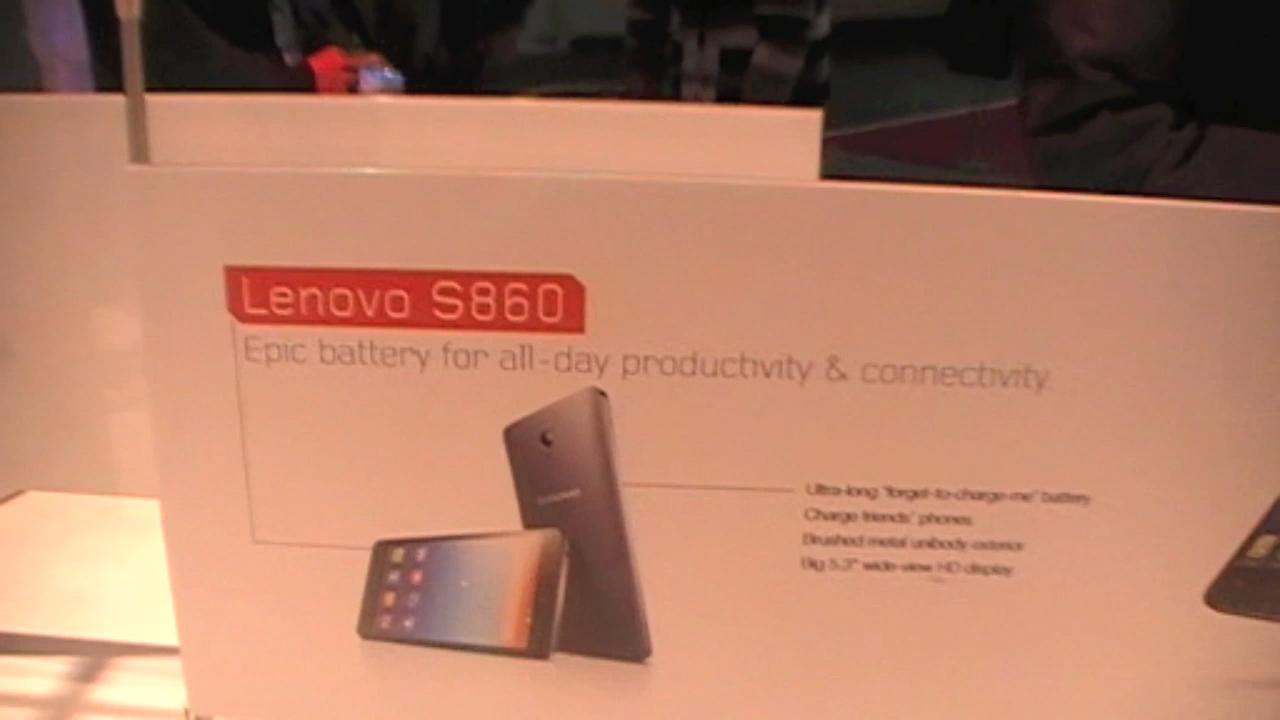 Lenovo S860
Epic battery for all-day productivity & connectivity
Ultra-long "forget-to-charge-me" battery
Charge friends' phones
Brushed metal unibody exterior
Big 5.3" wide-view HD display